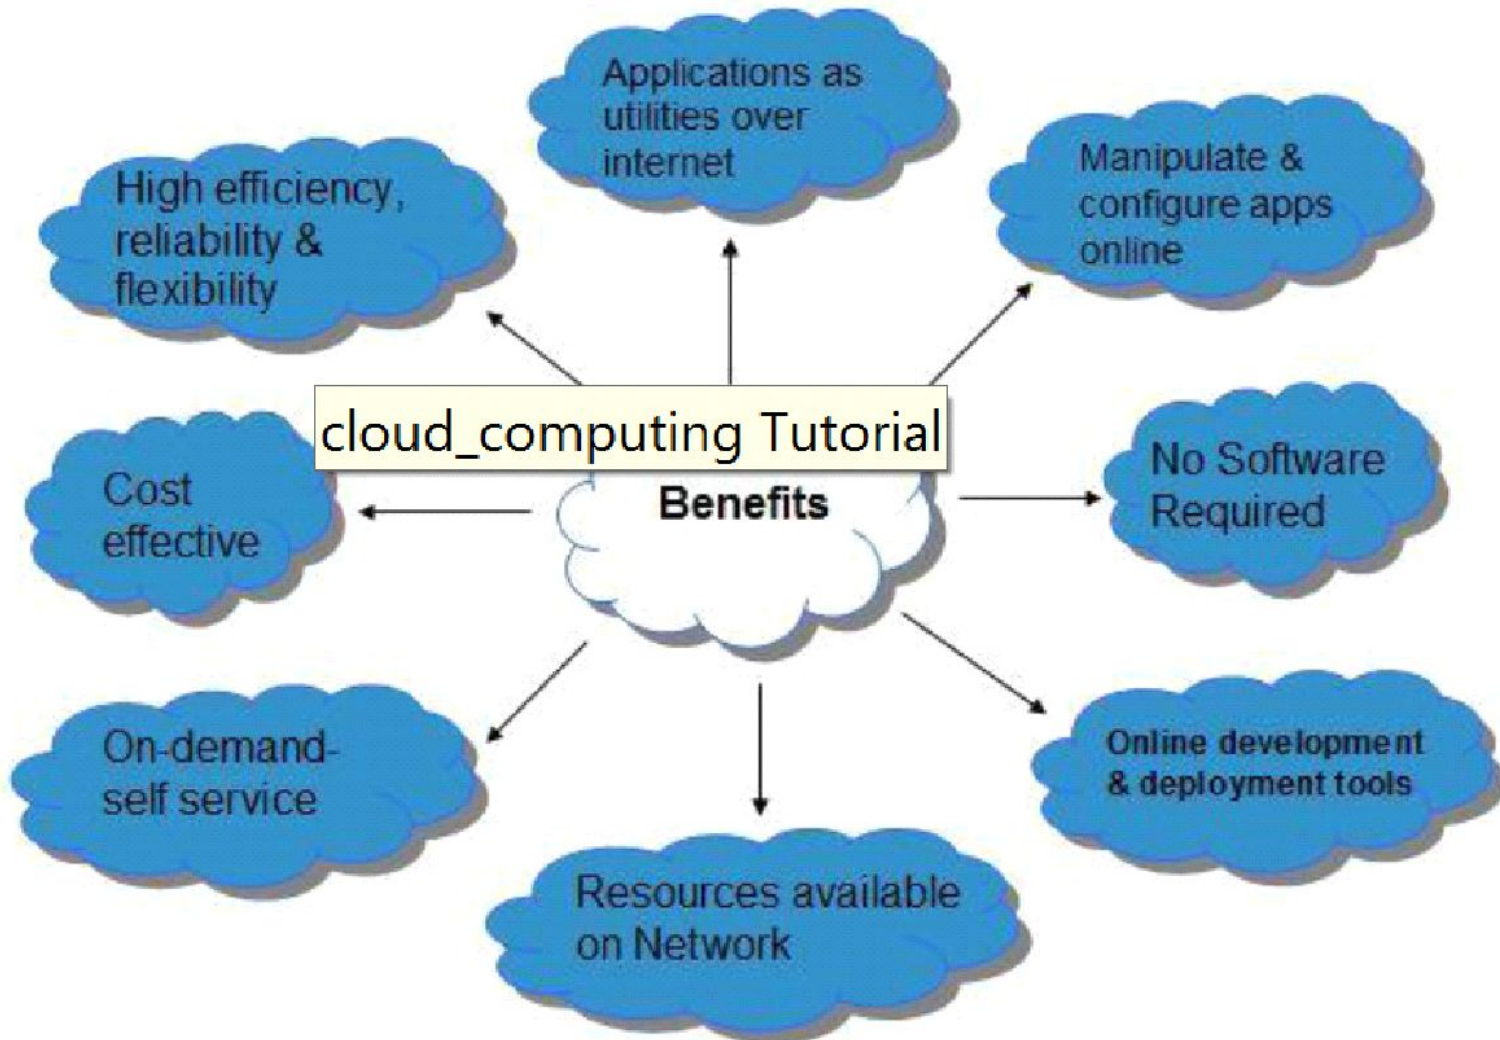 Applications as
utilities over
internet
Manipulate &
configure apps
online
High efficiency,
reliability &
flexibility
cloud_computing Tutorial
Benefits
No Software
Required
Cost
effective
On-demand-
self service
Online development
& deployment tools
Resources available
on Network